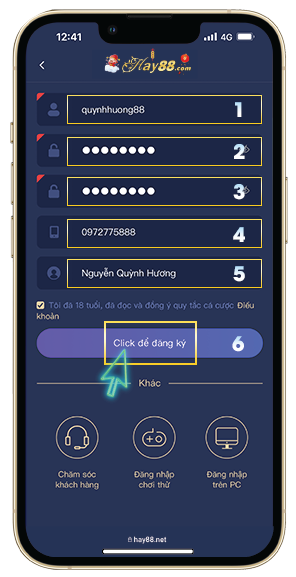 12:41
4G
Hay88.com
quynhhuong88
1
●●●●●●●●
2
●●●●●●●●
3
0972775888
4
Nguyễn Quỳnh Hương
5
Tôi đã 18 tuổi, đã đọc và đồng ý quy tắc cá cược Điều
khoản
Click để đăng ký
6
Khác
Chăm sóc
khách hàng
Đăng nhập
chơi thử
Đăng nhập
trên PC
hay88.net